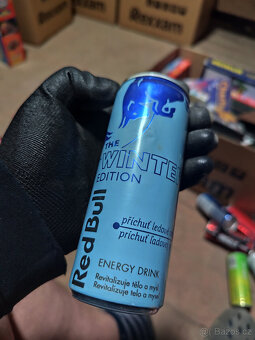 Rexxam
THE
WINTER
EDITION
Red Bull
příchuť ledové
príchuť ľadové
ENERGY DRINK
Revitalizuje tělo a mysl
Revitalizuje telo a myseľ
Bazos.cz